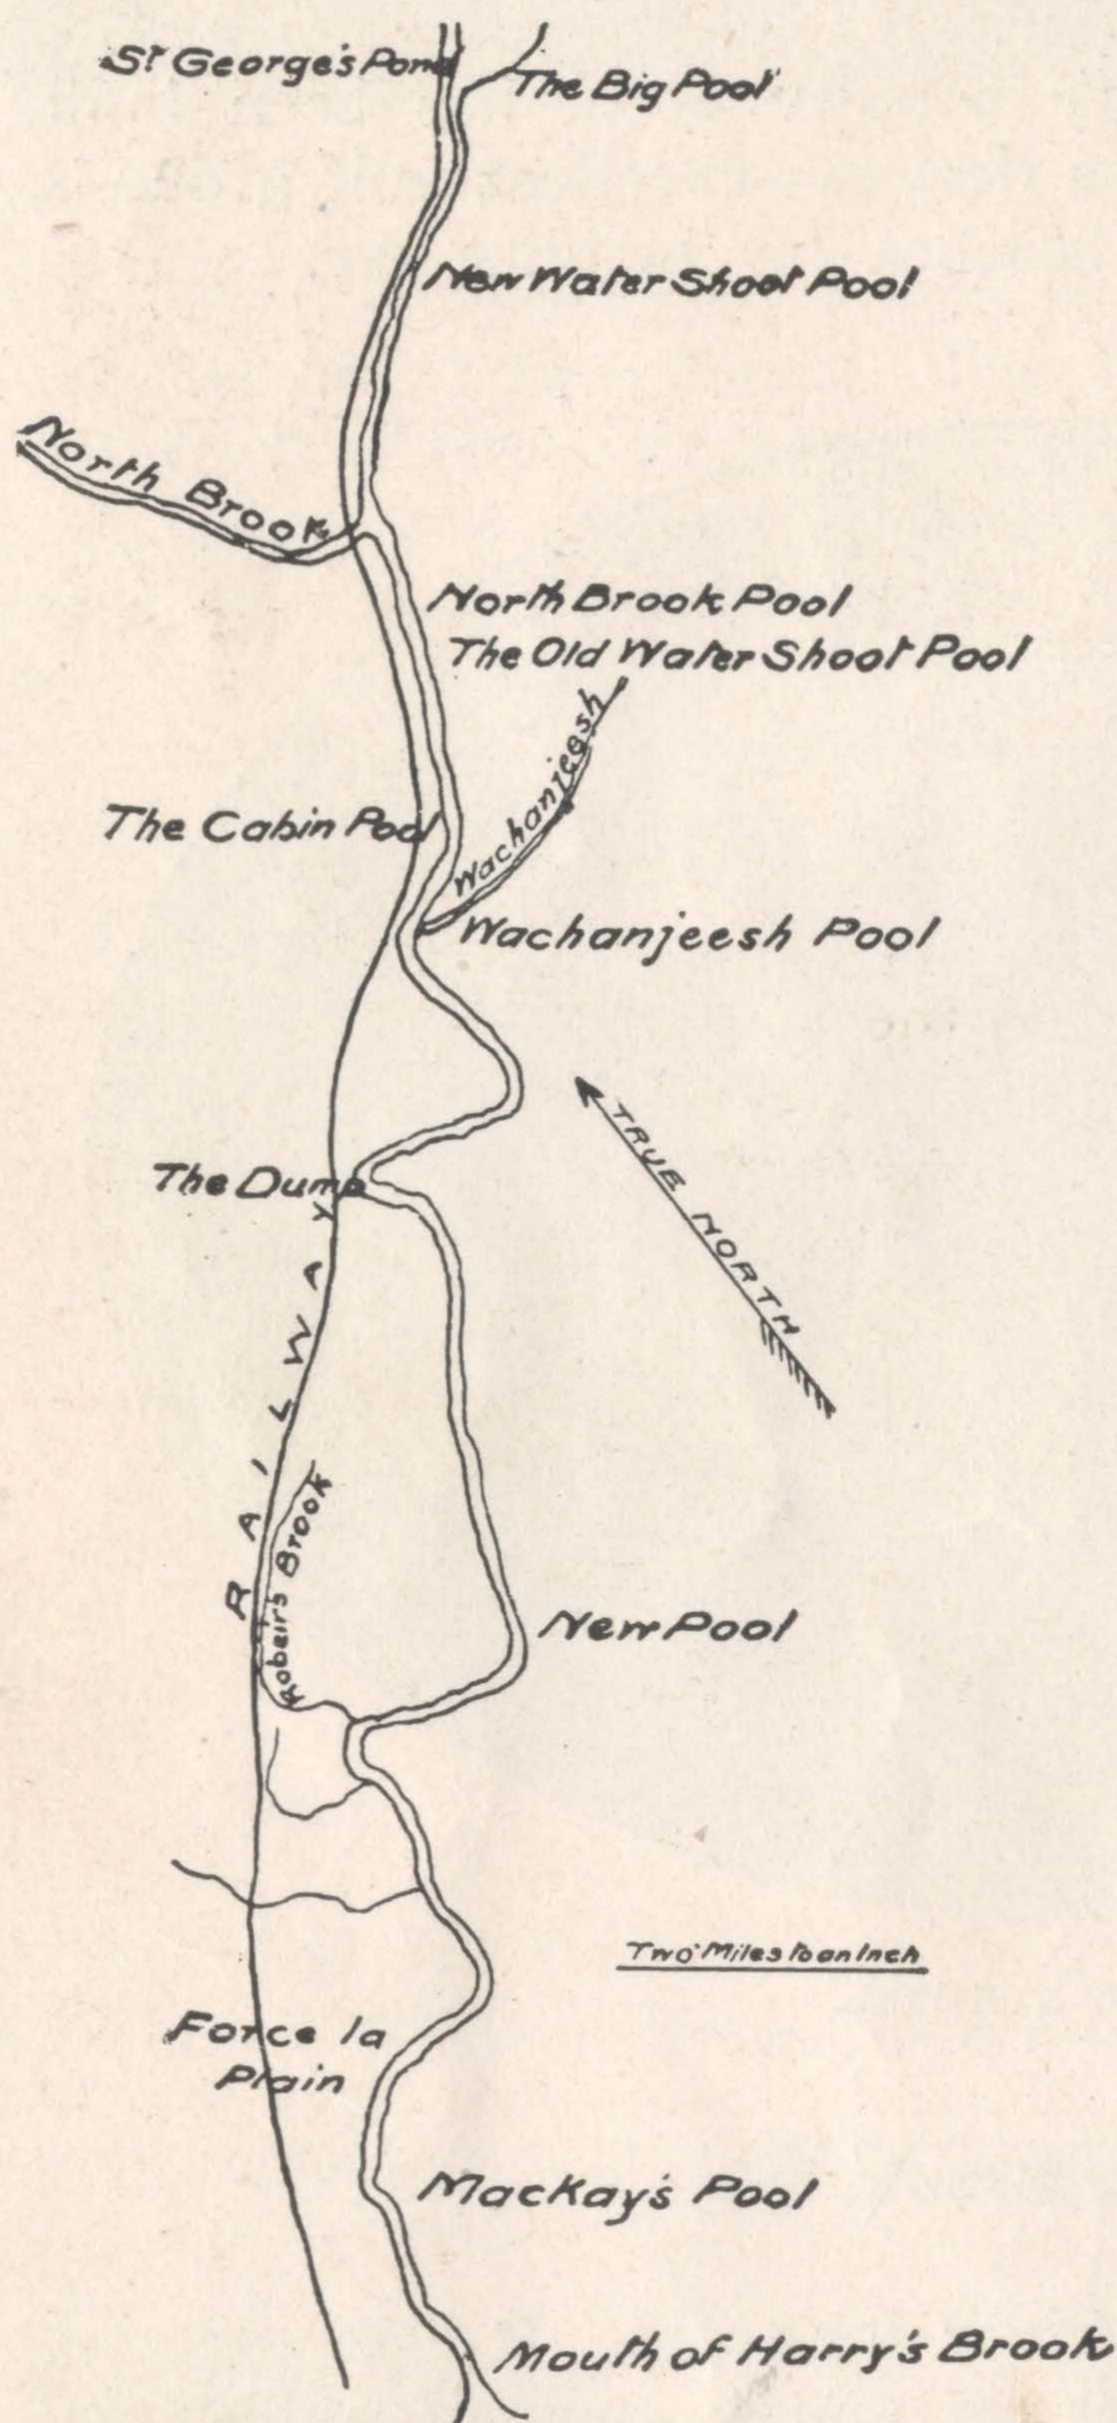 St George's Pond
The Big Pool
New Water Shoot Pool
North Brook
North Brook Pool
The Old Water Shoot Pool
Wachanjeesh
The Cabin Pool
Wachanjeesh Pool
TRUE NORTH
The Dump
RAILWAY
Robert's Brook
New Pool
Two Miles to an Inch
Force la
Plain
MacKay's Pool
Mouth of Harry's Brook